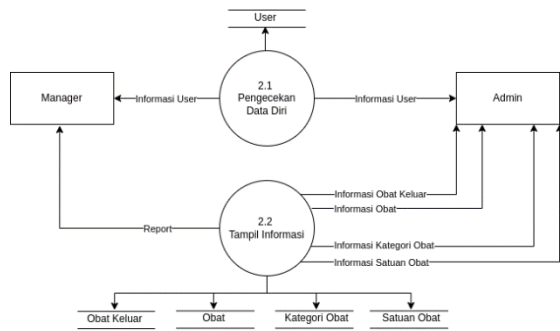 User
2.1
Pengecekan
Data Diri
Manager
Informasi User
Informasi User
Admin
Informasi Obat Keluar
Informasi Obat
2.2
Tampil Informasi
Report
Informasi Kategori Obat
Informasi Satuan Obat
Obat Keluar
Obat
Kategori Obat
Satuan Obat